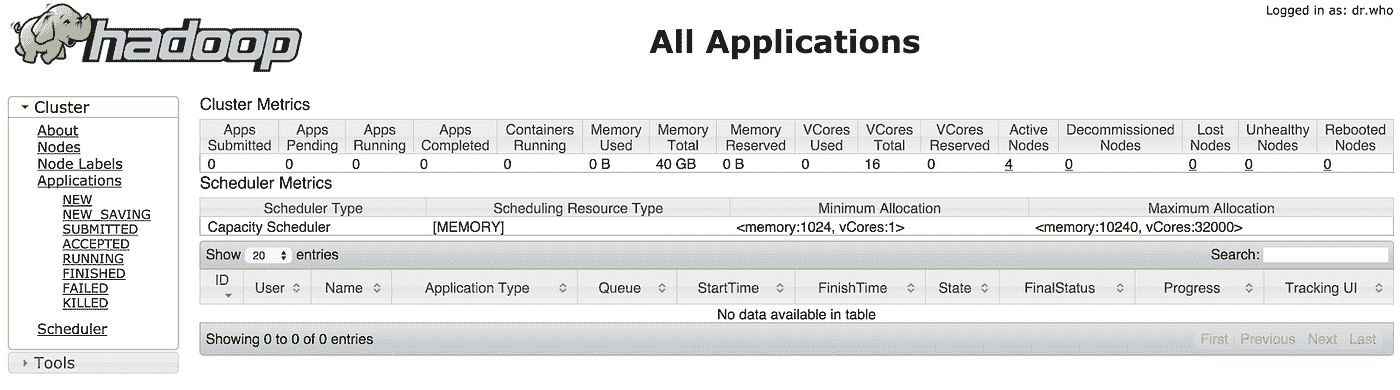 Logged in as: dr.who
hadoop
All Applications
Cluster
About
Nodes
Node Labels
Applications
NEW
NEW_SAVING
SUBMITTED
ACCEPTED
RUNNING
FINISHED
FAILED
KILLED
Scheduler
Tools
Cluster Metrics
Apps Submitted Apps Pending Apps Running Apps Completed Containers Running Memory Used Memory Total Memory Reserved VCores Used VCores Total VCores Reserved Active Nodes Decommissioned Nodes Lost Nodes Unhealthy Nodes Rebooted Nodes
0 0 0 0 0 0 B 40 GB 0 B 0 16 0 4 0 0 0 0
Scheduler Metrics
Scheduler Type Scheduling Resource Type Minimum Allocation Maximum Allocation
Capacity Scheduler [MEMORY] <memory:1024, vCores:1> <memory:10240, vCores:32000>
Show 20 entries Search:
ID User Name Application Type Queue StartTime FinishTime State FinalStatus Progress Tracking UI
No data available in table
Showing 0 to 0 of 0 entries First Previous Next Last